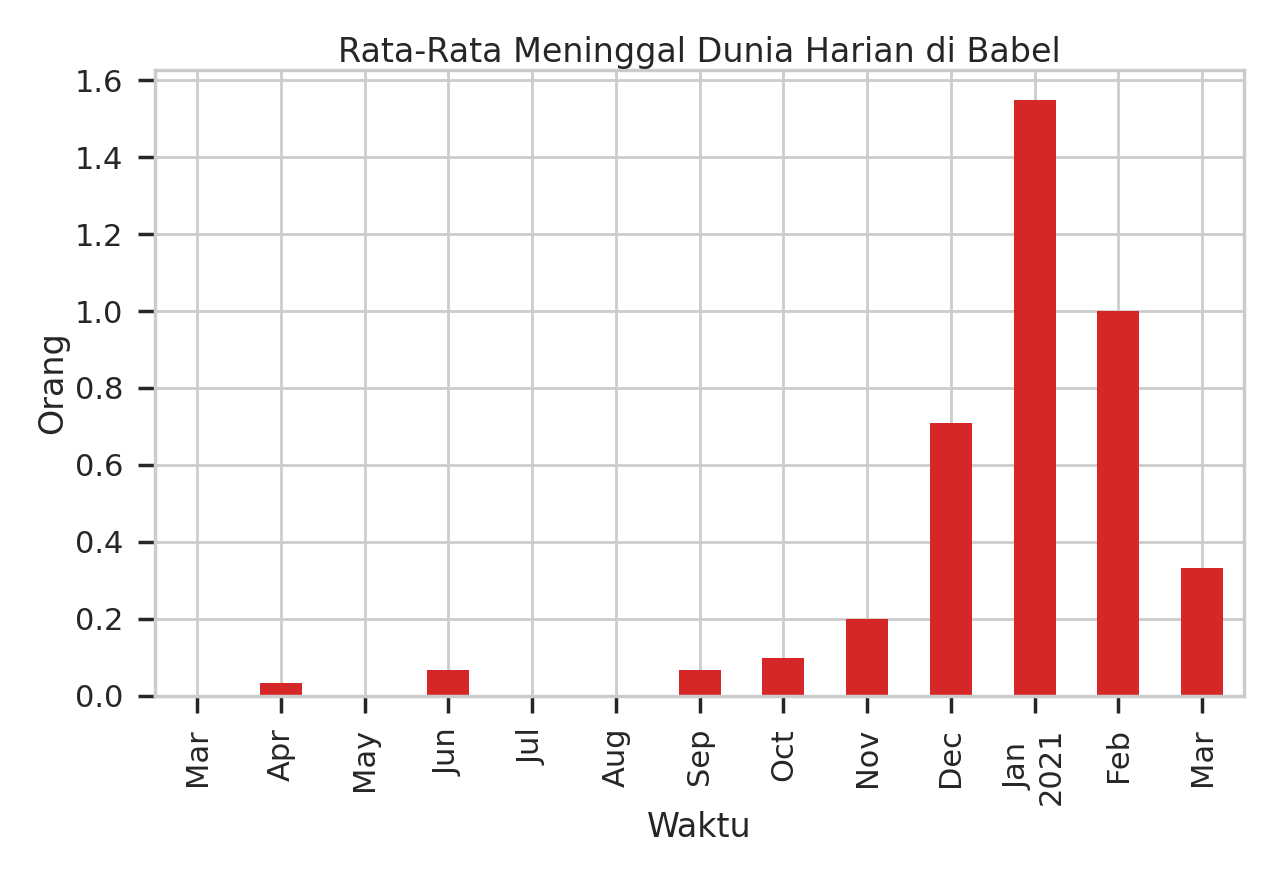 Rata-Rata Meninggal Dunia Harian di Babel
1.6
1.4
1.2
1.0
0.8
0.6
0.4
0.2
0.0
Orang
Mar
Apr
May
Jun
Jul
Aug
Sep
Oct
Nov
Dec
Jan
2021
Feb
Mar
Waktu